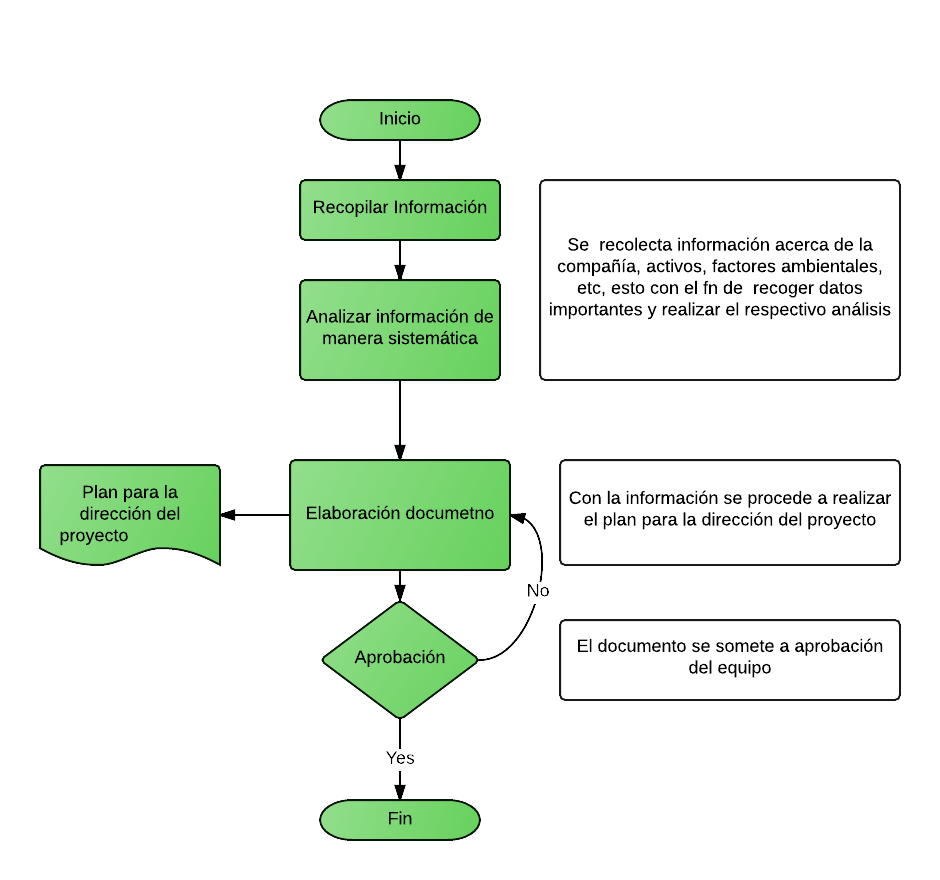 Inicio
Recopilar Información
Se  recolecta información acerca de la
compañía, activos, factores ambientales,
etc, esto con el fn de  recoger datos
importantes y realizar el respectivo análisis
Analizar información de
manera sistemática
Plan para la
dirección del
proyecto
Elaboración documetno
Con la información se procede a realizar
el plan para la dirección del proyecto
No
Aprobación
El documento se somete a aprobación
del equipo
Yes
Fin